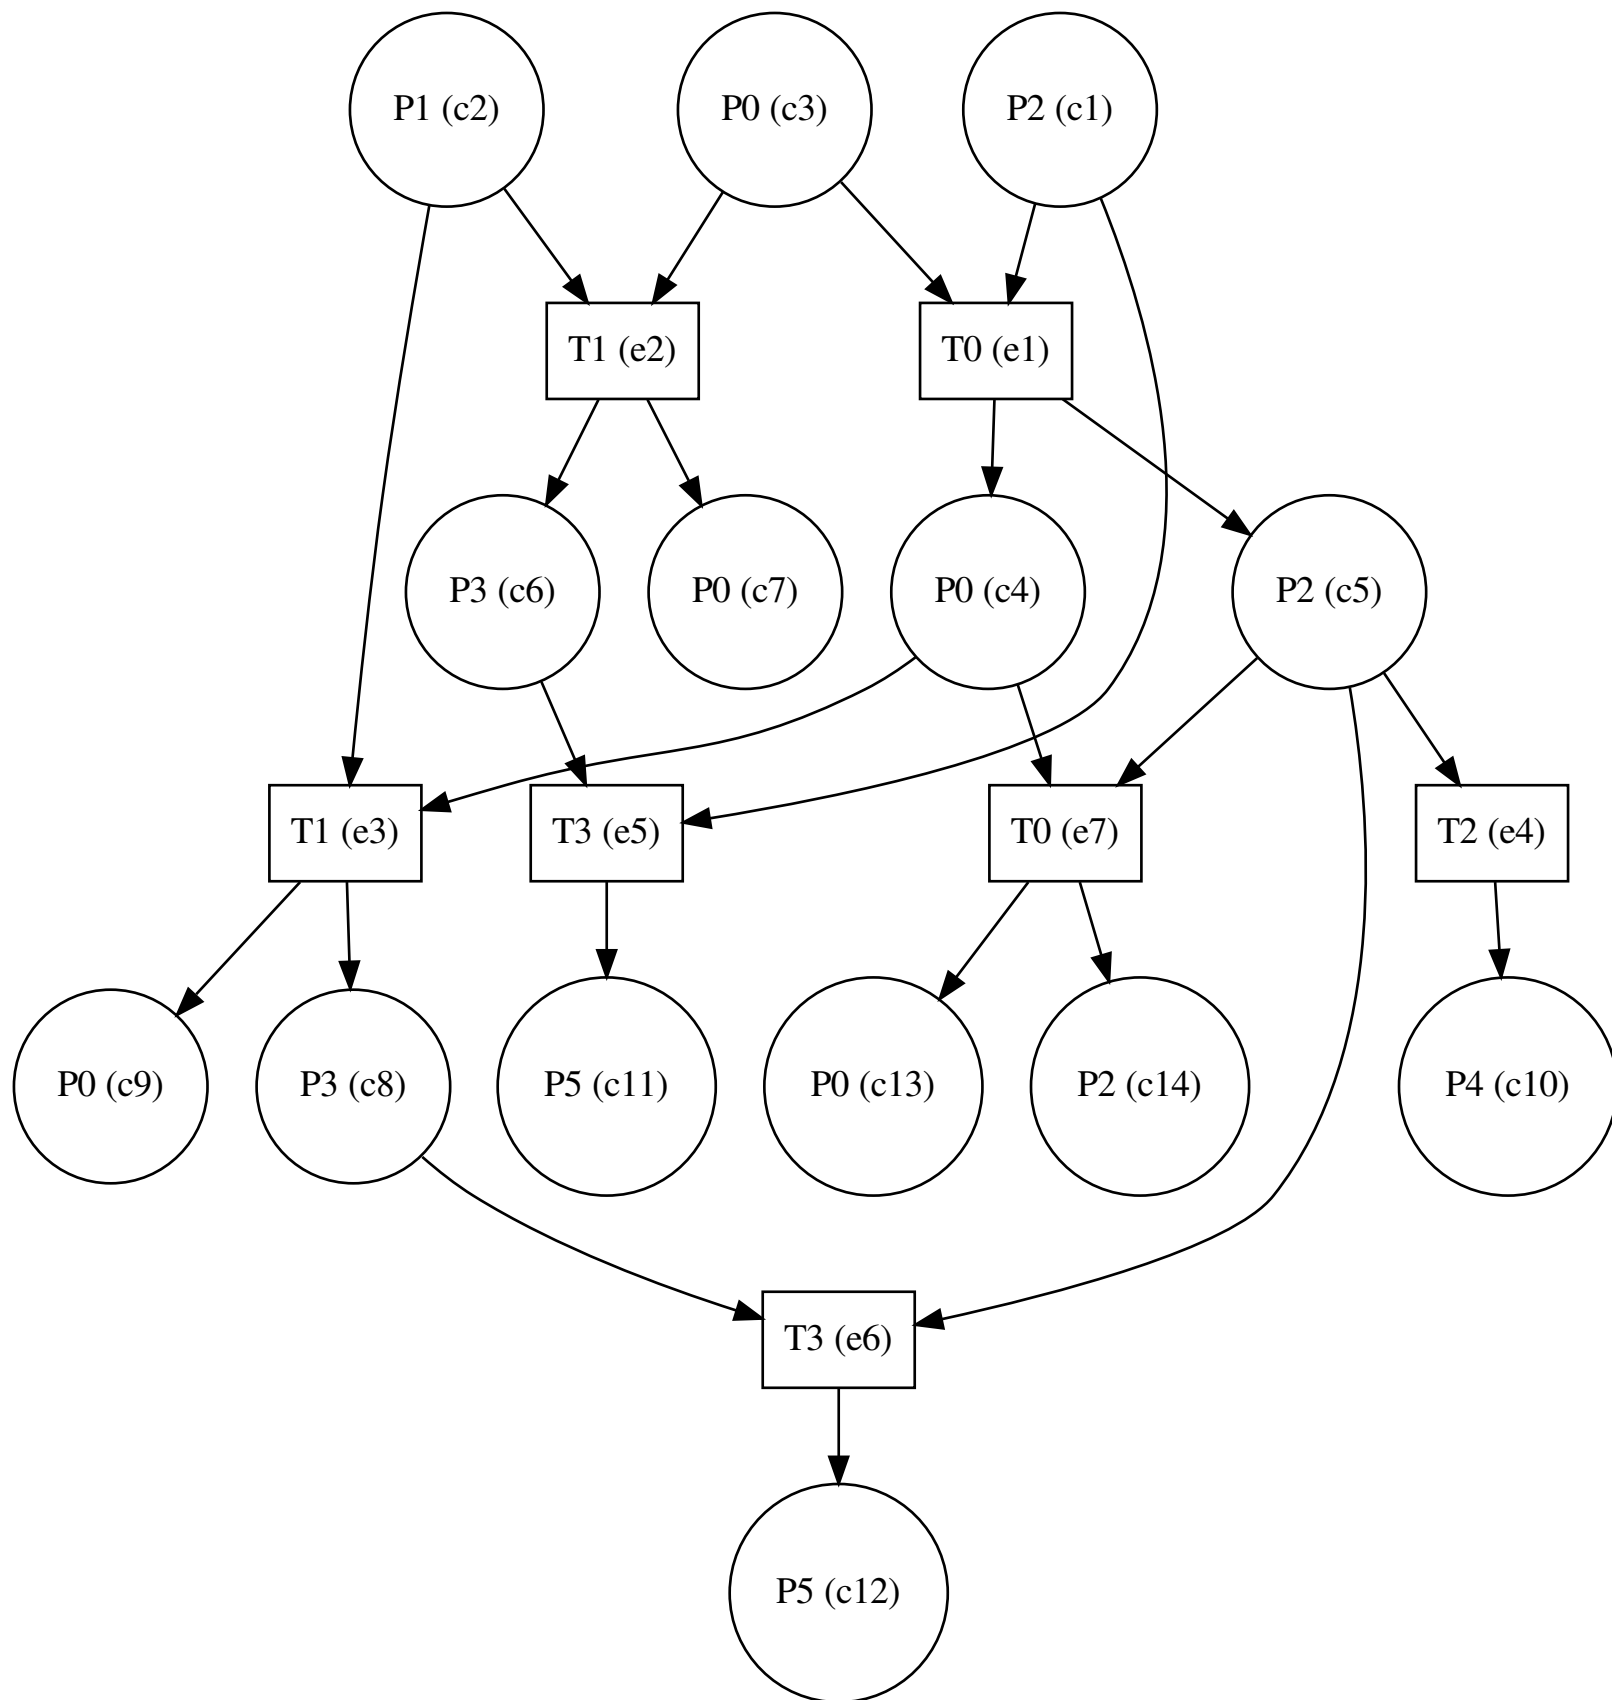 P1 (c2)
P0 (c3)
P2 (c1)
T1 (e2)
T0 (e1)
P3 (c6)
P0 (c7)
P0 (c4)
P2 (c5)
T1 (e3)
T3 (e5)
T0 (e7)
T2 (e4)
P0 (c9)
P3 (c8)
P5 (c11)
P0 (c13)
P2 (c14)
P4 (c10)
T3 (e6)
P5 (c12)